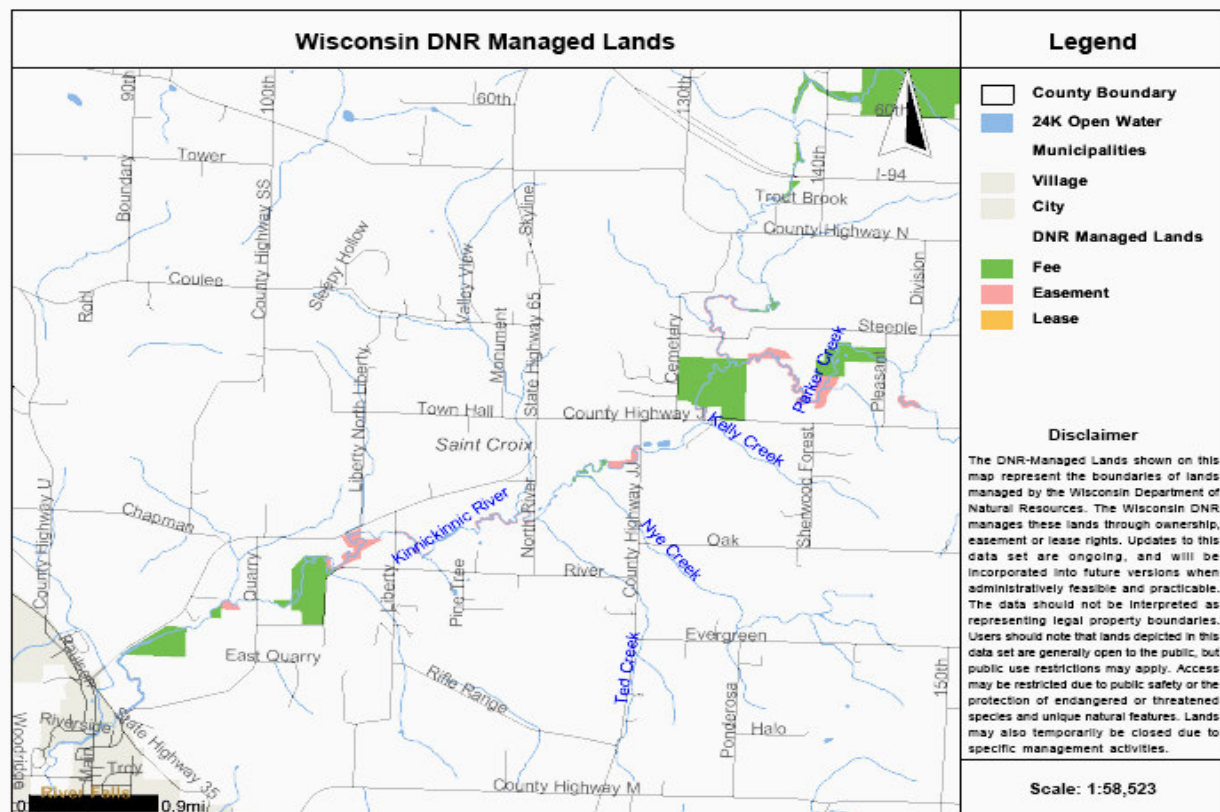 Wisconsin DNR Managed Lands
Legend
County Boundary
24K Open Water
Municipalities
Village
City
DNR Managed Lands
Fee
Easement
Lease
Disclaimer
The DNR-Managed Lands shown on this
map represent the boundaries of lands
managed by the Wisconsin Department of
Natural Resources. The Wisconsin DNR
manages these lands through ownership,
easement or lease rights. Updates to this
data set are ongoing, and will be
incorporated into future versions when
administratively feasible and practicable.
The data should not be interpreted as
representing legal property boundaries.
Users should note that lands depicted in this
data set are generally open to the public, but
public use restrictions may apply. Access
may be restricted due to public safety or the
protection of endangered or threatened
species and unique natural features. Lands
may also temporarily be closed due to
specific management activities.
Scale: 1:58,523
90th
100th
60th
130th
60th
140th
Tower
I-94
Boundary
County Highway SS
Skyline
Trout Brook
County Highway N
Sleepy Hollow
Valley View
Coulee
Rohl
Division
Monument
State Highway 65
Steeple
Cemetery
Parker Creek
Pleasant
Liberty North Liberty
Town Hall
County Highway J
Saint Croix
Kelly Creek
Sherwood Forest
County Highway U
Chapman
Kinnickinnic River
North River
County Highway JJ
Nye Creek
Oak
Quarry
Liberty
Pine Tree
River
Evergreen
East Quarry
Ted Creek
Rifle Range
150th
Ponderosa
Halo
Paulson
Riverside
State Highway 35
Woodridge
Main
Troy
County Highway M
River Falls
0
0.9mi